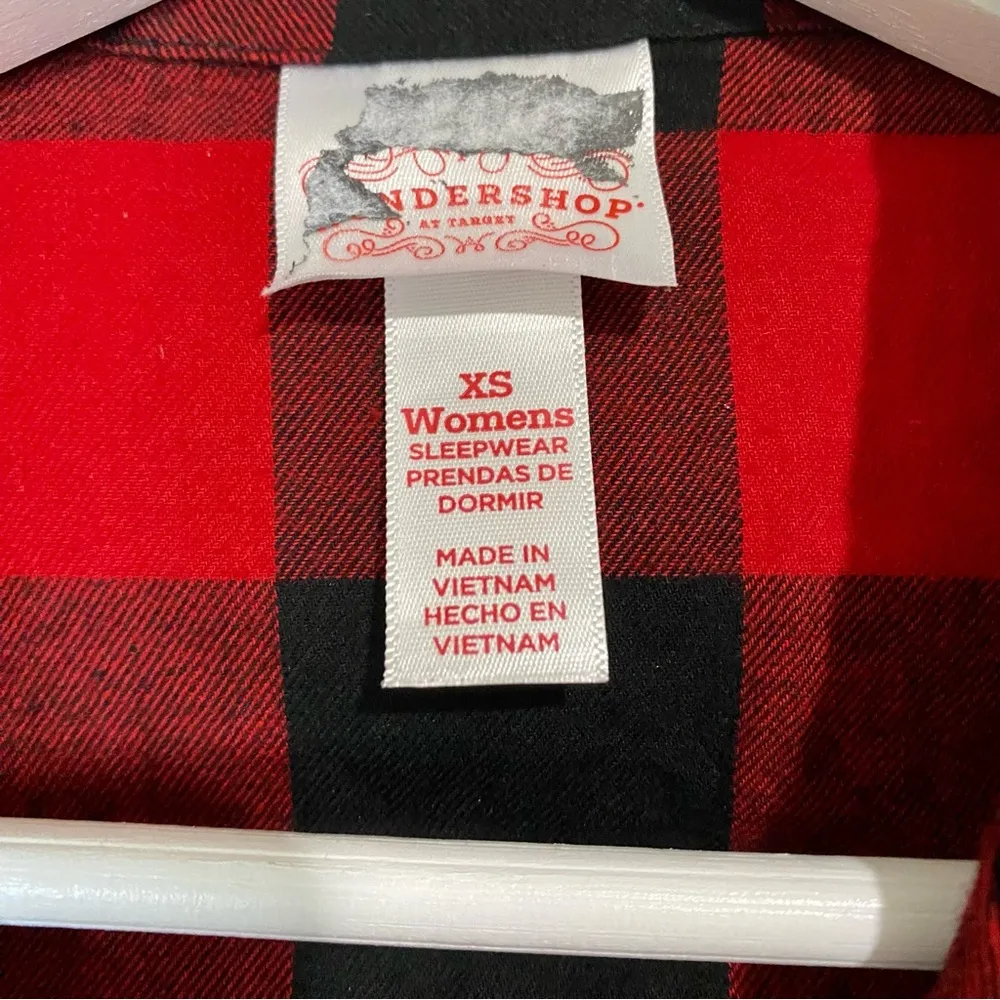 NDERSHOP
AT TARGET
XS
Womens
SLEEPWEAR
PRENDAS DE
DORMIR
MADE IN
VIETNAM
HECHO EN
VIETNAM